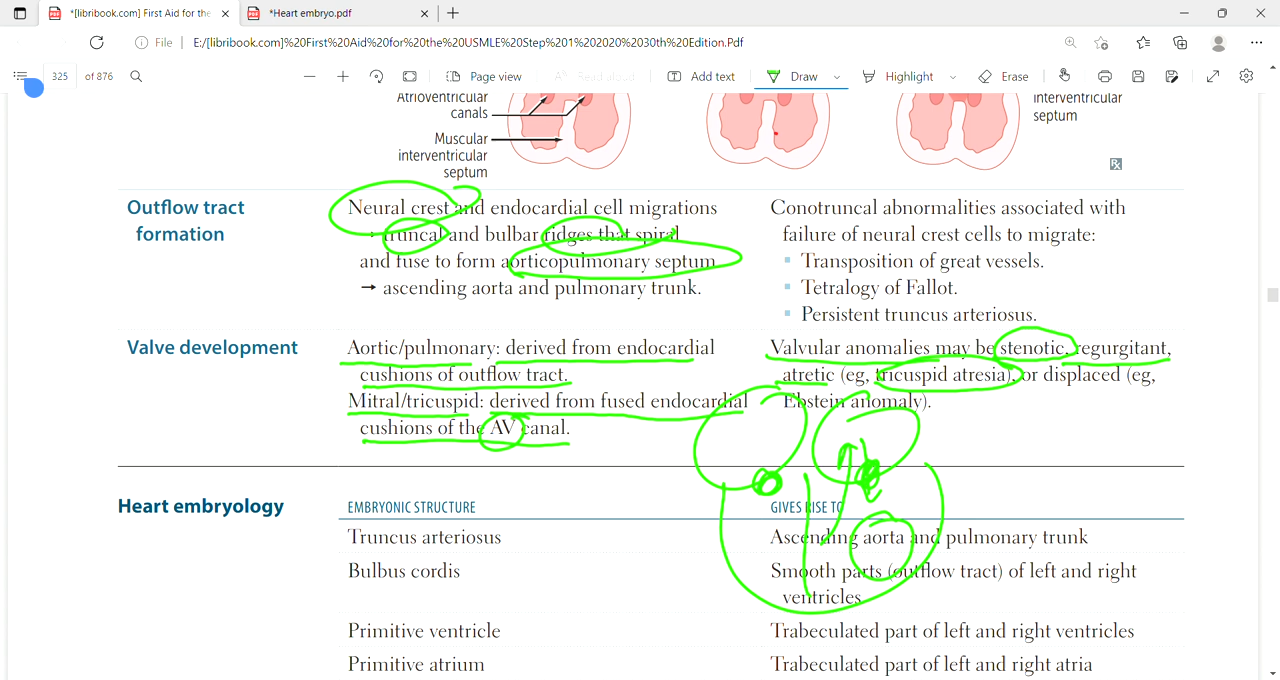 *[libribook.com] First Aid for the
*Heart embryo.pdf
File
E:/[libribook.com]%20First%20Aid%20for%20the%20USMLE%20Step%201%202020%2030th%20Edition.Pdf
325 of 876
Page view
Read aloud
Add text
Draw
Highlight
Erase
Atrioventricular
canals
Muscular
interventricular
septum
interventricular
septum
Rx
Outflow tract
formation
Neural crest and endocardial cell migrations
→ truncal and bulbar ridges that spiral
and fuse to form aorticopulmonary septum
→ ascending aorta and pulmonary trunk.
Conotruncal abnormalities associated with
failure of neural crest cells to migrate:
▪ Transposition of great vessels.
▪ Tetralogy of Fallot.
▪ Persistent truncus arteriosus.
Valve development
Aortic/pulmonary: derived from endocardial
cushions of outflow tract.
Mitral/tricuspid: derived from fused endocardial
cushions of the AV canal.
Valvular anomalies may be stenotic, regurgitant,
atretic (eg, tricuspid atresia), or displaced (eg,
Ebstein anomaly).
Heart embryology
EMBRYONIC STRUCTURE
GIVES RISE TO
Truncus arteriosus
Ascending aorta and pulmonary trunk
Bulbus cordis
Smooth parts (outflow tract) of left and right
ventricles
Primitive ventricle
Trabeculated part of left and right ventricles
Primitive atrium
Trabeculated part of left and right atria